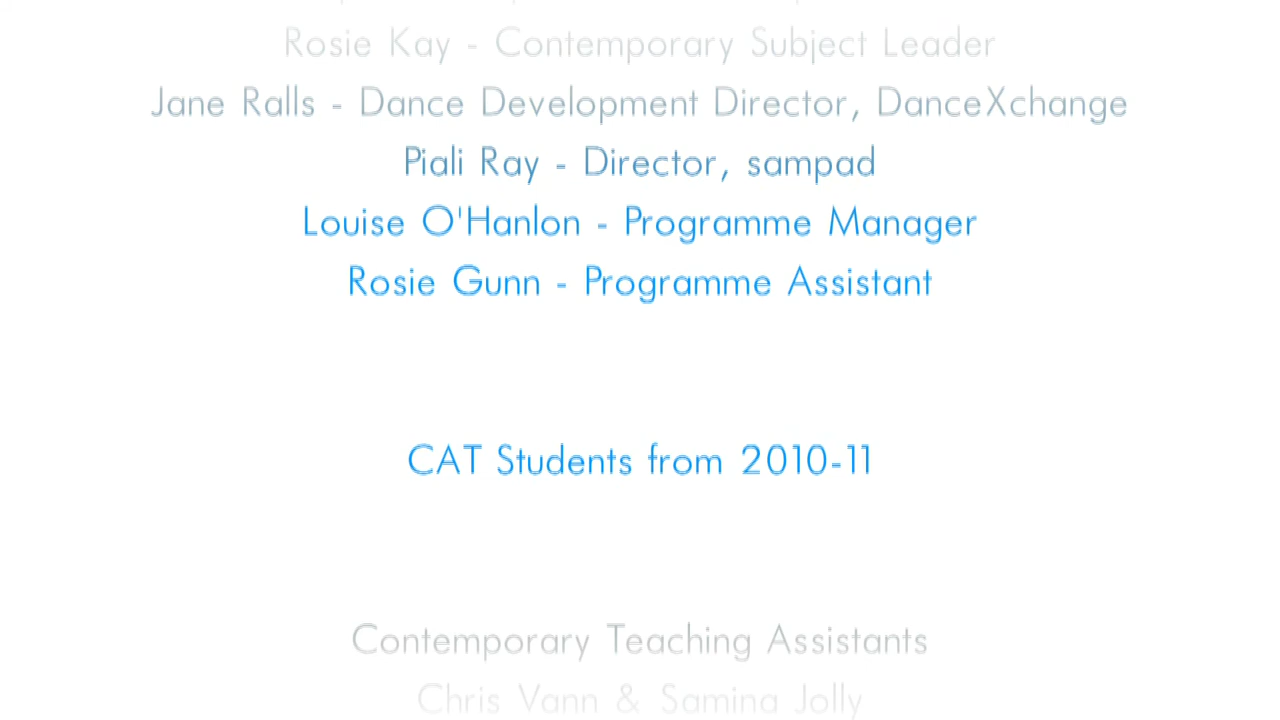 Rosie Kay - Contemporary Subject Leader
Jane Ralls - Dance Development Director, DanceXchange
Piali Ray - Director, sampad
Louise O'Hanlon - Programme Manager
Rosie Gunn - Programme Assistant
CAT Students from 2010-11
Contemporary Teaching Assistants
Chris Vann & Samina Jolly